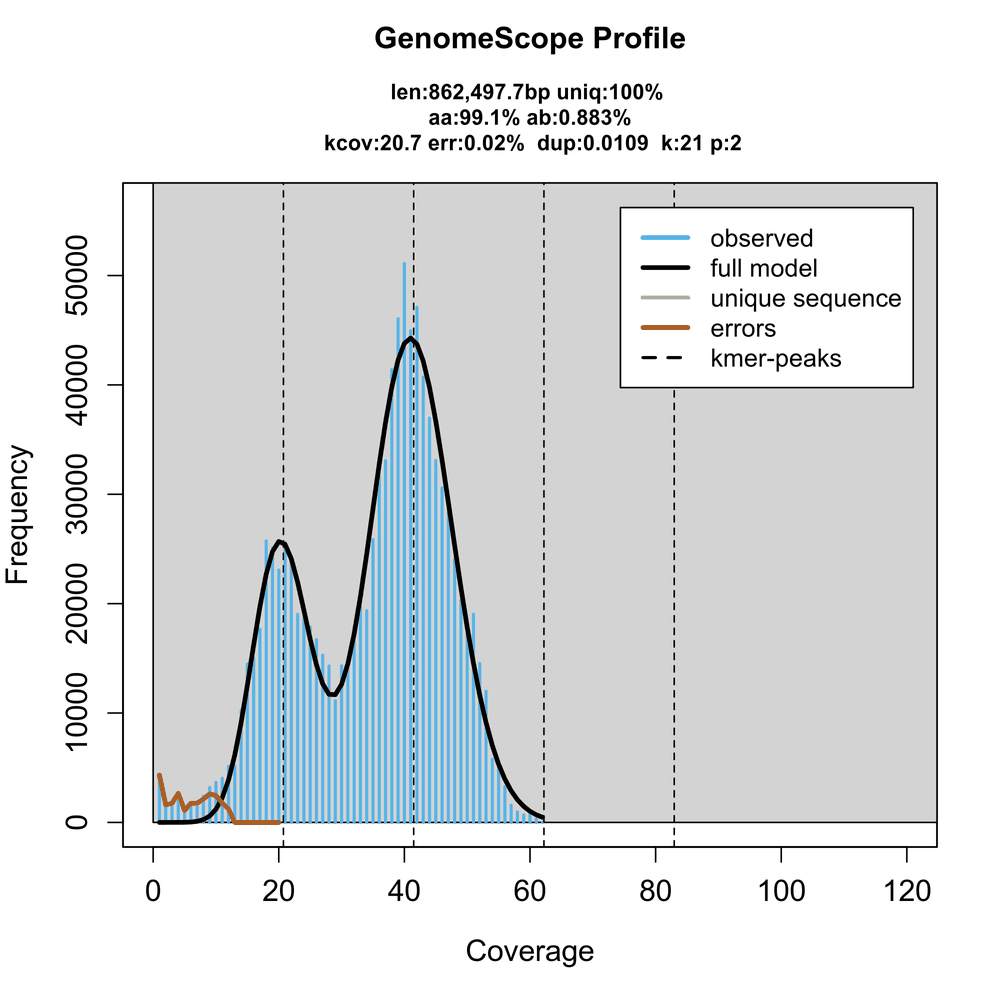 GenomeScope Profile
len:862,497.7bp uniq:100%
aa:99.1% ab:0.883%
kcov:20.7 err:0.02% dup:0.0109 k:21 p:2
observed
full model
unique sequence
errors
kmer-peaks
Frequency
50000
40000
30000
20000
10000
0
0 20 40 60 80 100 120
Coverage